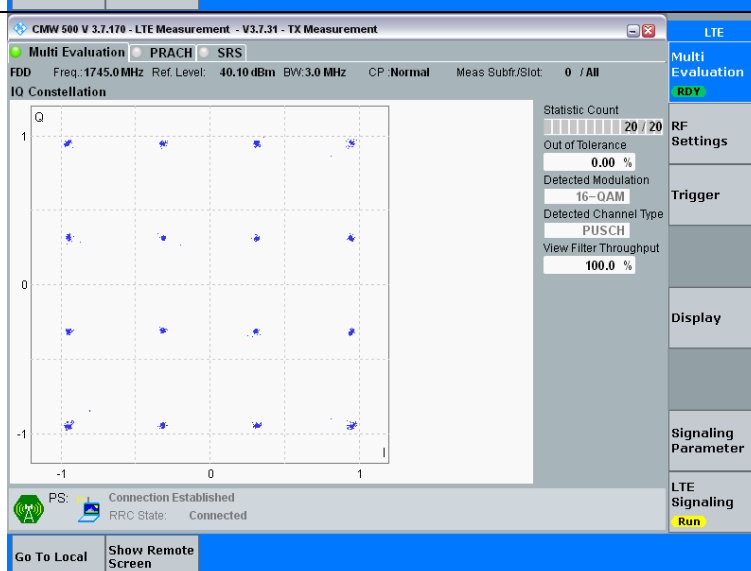 CMW 500 V 3.7.170 - LTE Measurement - V3.7.31 - TX Measurement
LTE
Multi Evaluation PRACH SRS
Multi
Evaluation
RDY
FDD Freq.:1745.0 MHz Ref. Level: 40.10 dBm BW:3.0 MHz CP :Normal Meas Subfr./Slot: 0 / All
IQ Constellation
Q
1
0
-1
-1 0 1
I
Statistic Count
20 / 20
Out of Tolerance
0.00 %
Detected Modulation
16-QAM
Detected Channel Type
PUSCH
View Filter Throughput
100.0 %
RF
Settings
Trigger
Display
Signaling
Parameter
LTE
Signaling
Run
PS: Connection Established
RRC State: Connected
Go To Local
Show Remote
Screen